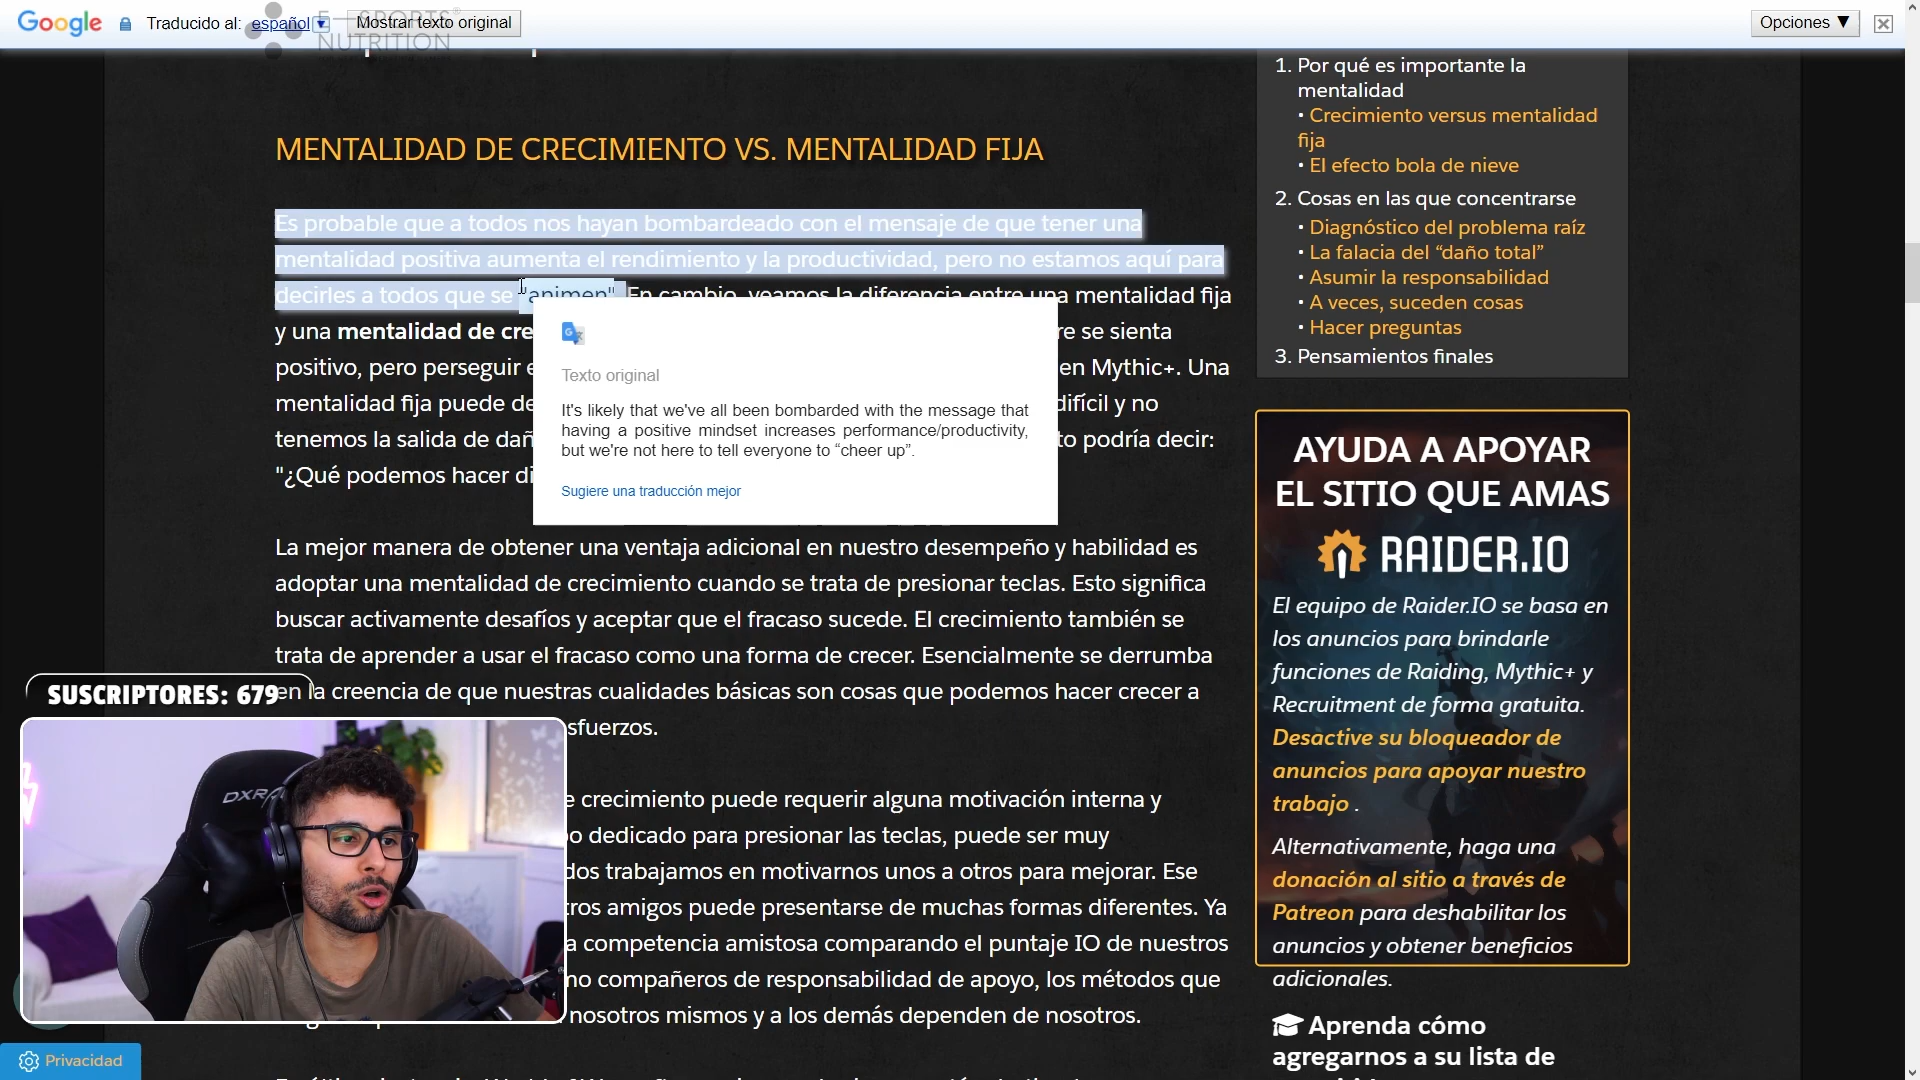 Google
Traducido al: español ▼ Mostrar texto original
Opciones ▼
E—SPORTS
NUTRITION
MENTALIDAD DE CRECIMIENTO VS. MENTALIDAD FIJA
Es probable que a todos nos hayan bombardeado con el mensaje de que tener una
mentalidad positiva aumenta el rendimiento y la productividad, pero no estamos aquí para
decirles a todos que se "animen". En cambio, veamos la diferencia entre una mentalidad fija
y una mentalidad de cre
re se sienta
positivo, pero perseguir
en Mythic+. Una
mentalidad fija puede de
difícil y no
tenemos la salida de dañ
to podría decir:
"¿Qué podemos hacer di
Texto original
It's likely that we've all been bombarded with the message that
having a positive mindset increases performance/productivity,
but we're not here to tell everyone to “cheer up”.
Sugiere una traducción mejor
La mejor manera de obtener una ventaja adicional en nuestro desempeño y habilidad es
adoptar una mentalidad de crecimiento cuando se trata de presionar teclas. Esto significa
buscar activamente desafíos y aceptar que el fracaso sucede. El crecimiento también se
trata de aprender a usar el fracaso como una forma de crecer. Esencialmente se derrumba
en la creencia de que nuestras cualidades básicas son cosas que podemos hacer crecer a
sfuerzos.
e crecimiento puede requerir alguna motivación interna y
o dedicado para presionar las teclas, puede ser muy
dos trabajamos en motivarnos unos a otros para mejorar. Ese
tros amigos puede presentarse de muchas formas diferentes. Ya
a competencia amistosa comparando el puntaje IO de nuestros
no compañeros de responsabilidad de apoyo, los métodos que
nosotros mismos y a los demás dependen de nosotros.
SUSCRIPTORES: 679
DXRA
Privacidad
1. Por qué es importante la
mentalidad
• Crecimiento versus mentalidad
fija
• El efecto bola de nieve
2. Cosas en las que concentrarse
• Diagnóstico del problema raíz
• La falacia del “daño total”
• Asumir la responsabilidad
• A veces, suceden cosas
• Hacer preguntas
3. Pensamientos finales
AYUDA A APOYAR
EL SITIO QUE AMAS
RAIDER.IO
El equipo de Raider.IO se basa en
los anuncios para brindarle
funciones de Raiding, Mythic+ y
Recruitment de forma gratuita.
Desactive su bloqueador de
anuncios para apoyar nuestro
trabajo .
Alternativamente, haga una
donación al sitio a través de
Patreon para deshabilitar los
anuncios y obtener beneficios
adicionales.
Aprenda cómo
agregarnos a su lista de